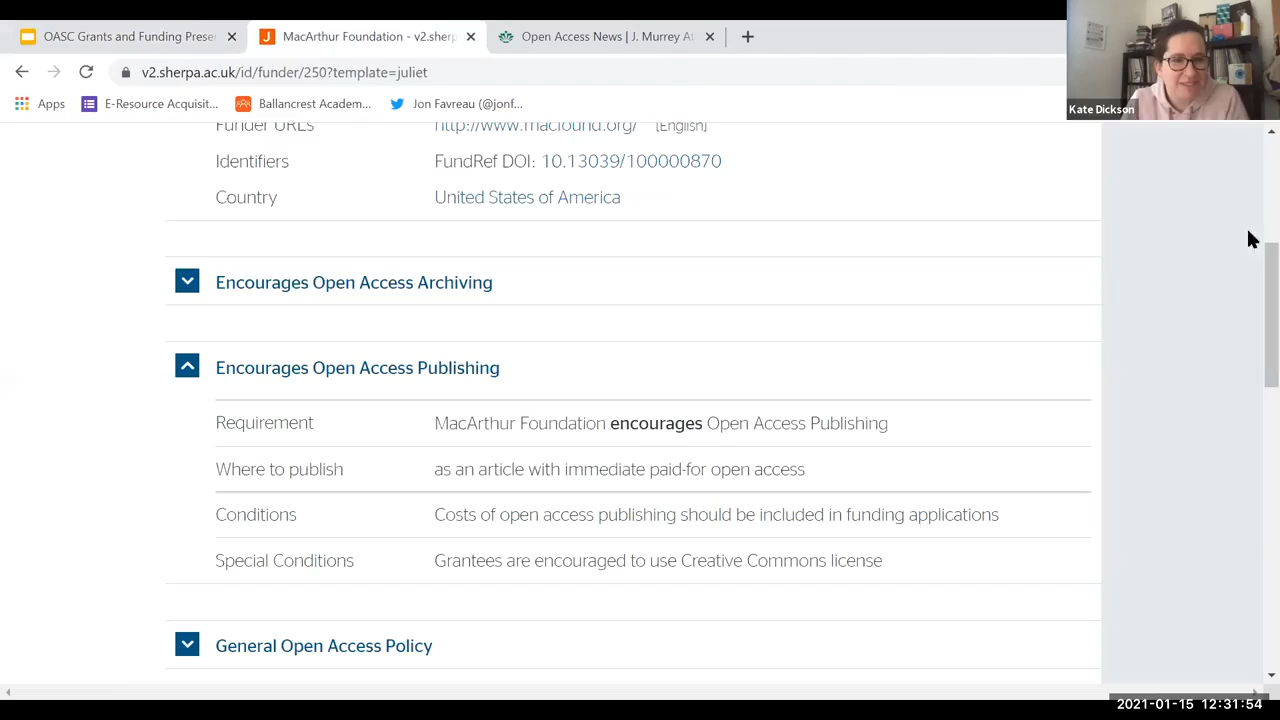 OASC Grants and Funding Prese
MacArthur Foundation - v2.sherp
Open Access News | J. Murrey At
v2.sherpa.ac.uk/id/funder/250?template=juliet
Apps
E-Resource Acquisit...
Ballancrest Academ...
Jon Favreau (@jonf...
Kate Dickson
Funder URLs http://www.macfound.org/ [English]
Identifiers FundRef DOI: 10.13039/100000870
Country United States of America
Encourages Open Access Archiving
Encourages Open Access Publishing
Requirement MacArthur Foundation encourages Open Access Publishing
Where to publish as an article with immediate paid-for open access
Conditions Costs of open access publishing should be included in funding applications
Special Conditions Grantees are encouraged to use Creative Commons license
General Open Access Policy
2021-01-15 12:31:54